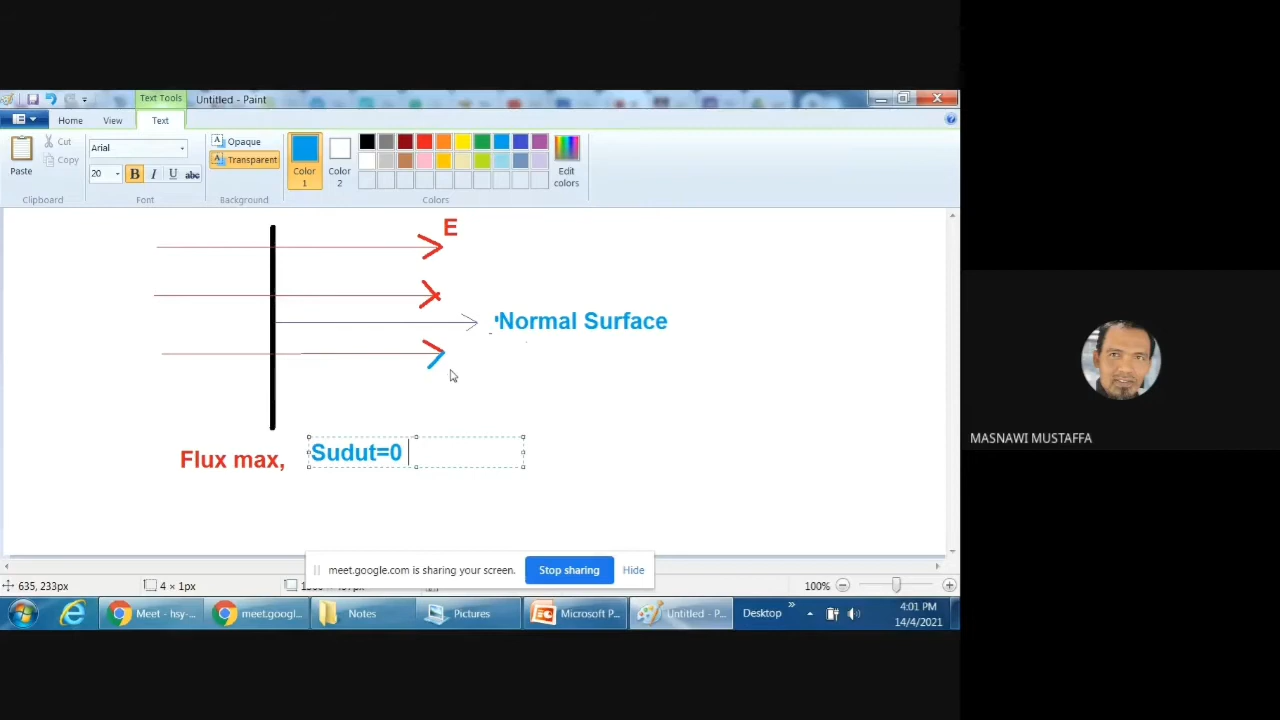 Text Tools
Untitled - Paint
Home
View
Text
Paste
Cut
Copy
Clipboard
Arial
20
B I U abc
Font
Opaque
Transparent
Background
Color 1
Color 2
Edit colors
Colors
E
Normal Surface
Flux max,
Sudut=0
MASNAWI MUSTAFFA
meet.google.com is sharing your screen.
Stop sharing
Hide
635, 233px
4 × 1px
100%
Meet - hsy-...
meet.googl...
Notes
Pictures
Microsoft P...
Untitled - P...
Desktop
4:01 PM
14/4/2021